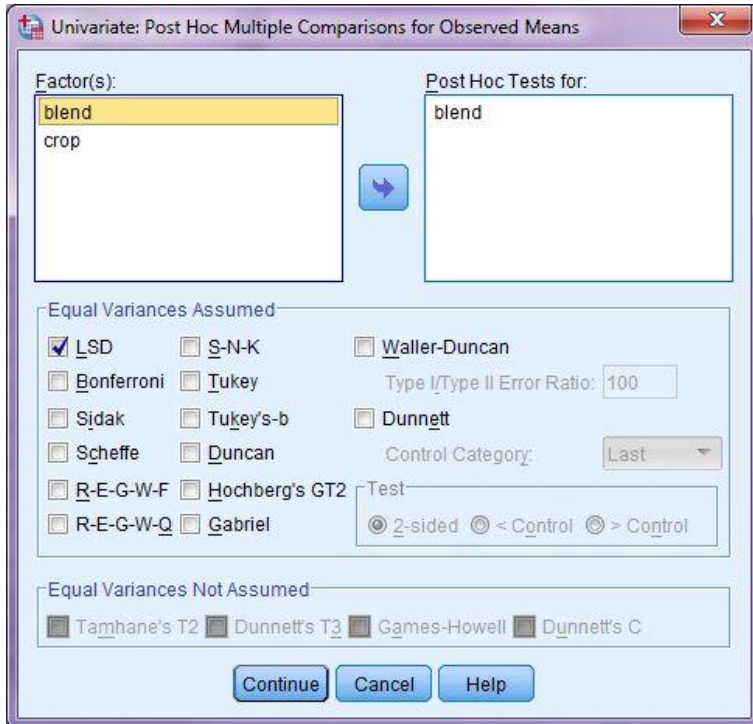 Univariate: Post Hoc Multiple Comparisons for Observed Means
Factor(s):
blend
crop
Post Hoc Tests for:
blend
Equal Variances Assumed
LSD S-N-K Waller-Duncan
Bonferroni Tukey Type I/Type II Error Ratio: 100
Sidak Tukey's-b Dunnett
Scheffe Duncan Control Category: Last
R-E-G-W-F Hochberg's GT2 Test
R-E-G-W-Q Gabriel 2-sided < Control > Control
Equal Variances Not Assumed
Tamhane's T2 Dunnett's T3 Games-Howell Dunnett's C
Continue Cancel Help